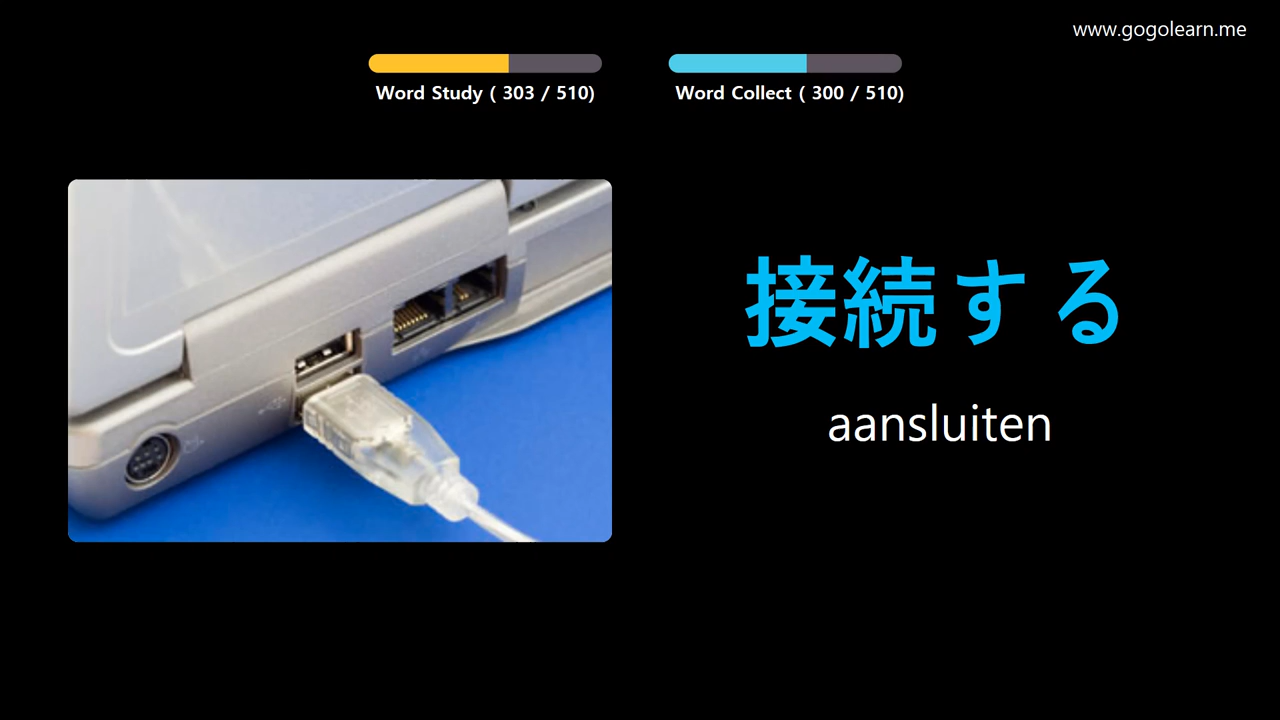 www.gogolearn.me
Word Study ( 303 / 510)
Word Collect ( 300 / 510)
接続する
aansluiten